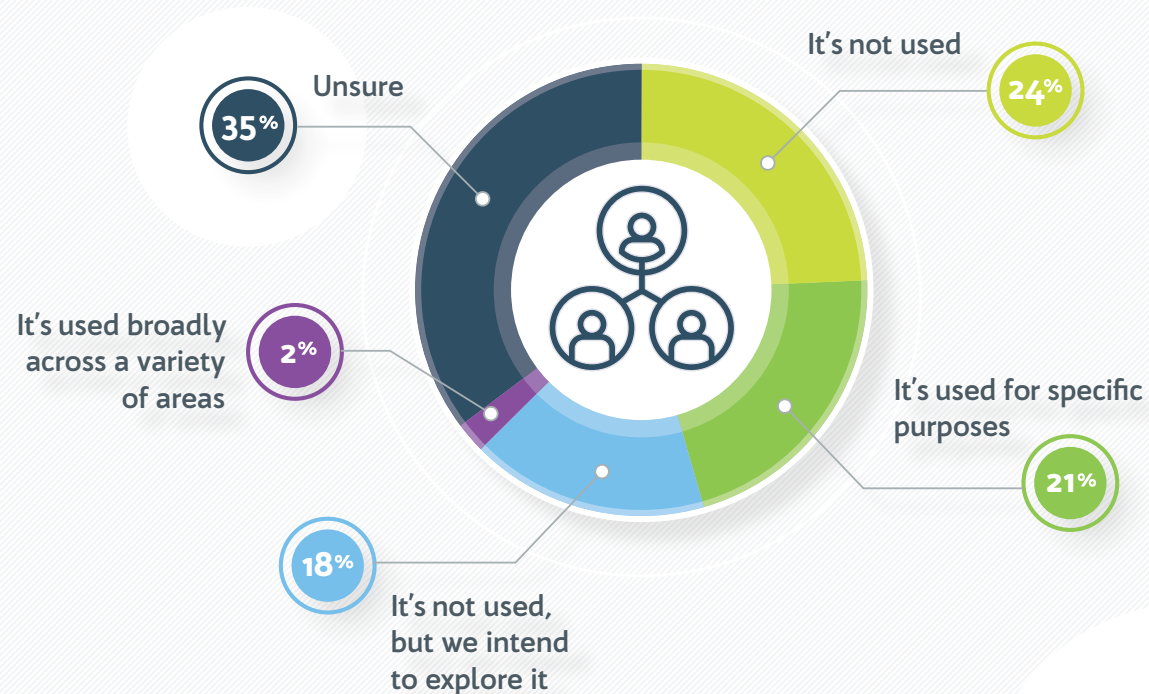 It's not used
24%
Unsure
35%
It's used broadly
across a variety
of areas
2%
It's used for specific
purposes
21%
18%
It's not used,
but we intend
to explore it